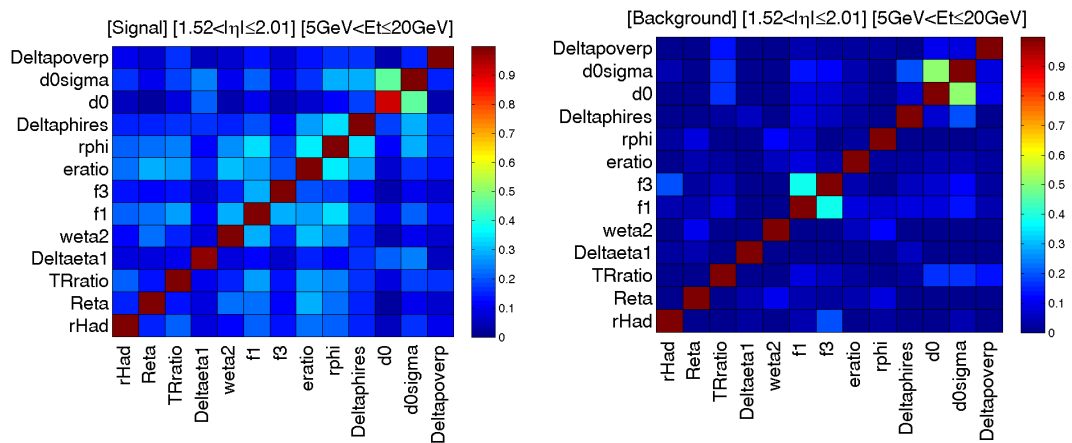 [Signal] [1.52<|η|≤2.01] [5GeV<Et≤20GeV]
Deltapoverp
d0sigma
d0
Deltaphires
rphi
eratio
f3
f1
weta2
Deltaeta1
TRratio
Reta
rHad
rHad
Reta
TRratio
Deltaeta1
weta2
f1
f3
eratio
rphi
Deltaphires
d0
d0sigma
Deltapoverp
0.9
0.8
0.7
0.6
0.5
0.4
0.3
0.2
0.1
0
[Background] [1.52<|η|≤2.01] [5GeV<Et≤20GeV]
Deltapoverp
d0sigma
d0
Deltaphires
rphi
eratio
f3
f1
weta2
Deltaeta1
TRratio
Reta
rHad
rHad
Reta
TRratio
Deltaeta1
weta2
f1
f3
eratio
rphi
Deltaphires
d0
d0sigma
Deltapoverp
0.9
0.8
0.7
0.6
0.5
0.4
0.3
0.2
0.1
0